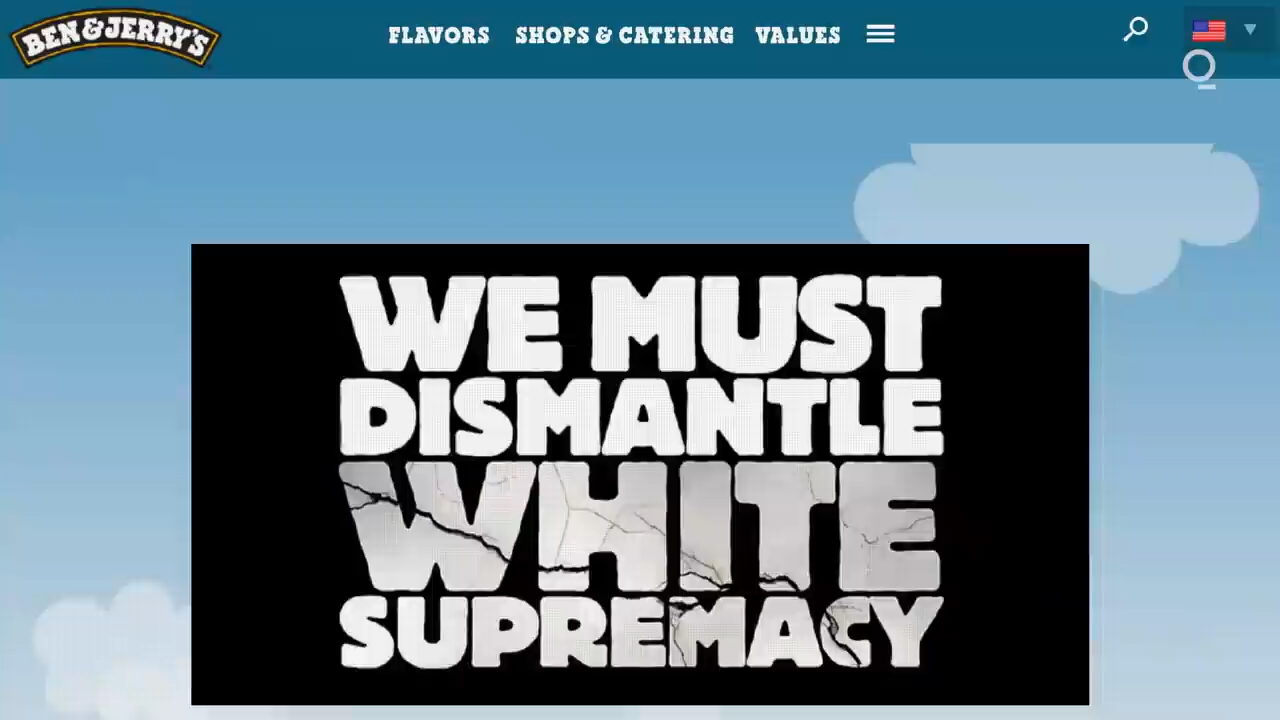 BEN & JERRY'S
FLAVORS SHOPS & CATERING VALUES
WE MUST
DISMANTLE
WHITE
SUPREMACY